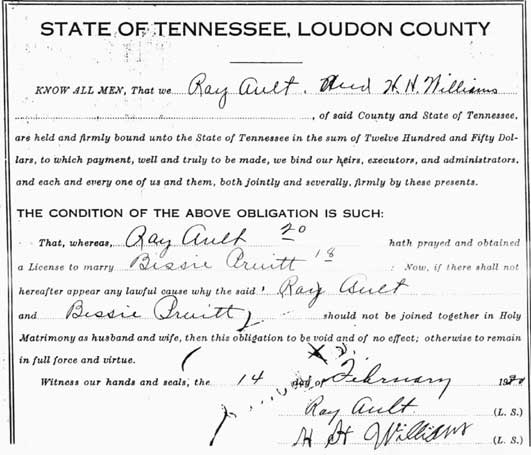 STATE OF TENNESSEE, LOUDON COUNTY
KNOW ALL MEN, That we Ray Ault. And H. H. Williams
, of said County and State of Tennessee,
are held and firmly bound unto the State of Tennessee in the sum of Twelve Hundred and Fifty Dol-
lars, to which payment, well and truly to be made, we bind our heirs, executors, and administrators,
and each and every one of us and them, both jointly and severally, firmly by these presents.
THE CONDITION OF THE ABOVE OBLIGATION IS SUCH:
That, whereas, Ray Ault 20 hath prayed and obtained
a License to marry Bissie Pruitt 18 : Now, if there shall not
hereafter appear any lawful cause why the said Ray Ault
and Bessie Pruitt should not be joined together in Holy
Matrimony as husband and wife, then this obligation to be void and of no effect; otherwise to remain
in full force and virtue.
Witness our hands and seals, the 14 day of February
Ray Ault. (L. S.)
H H Williams (L. S.)